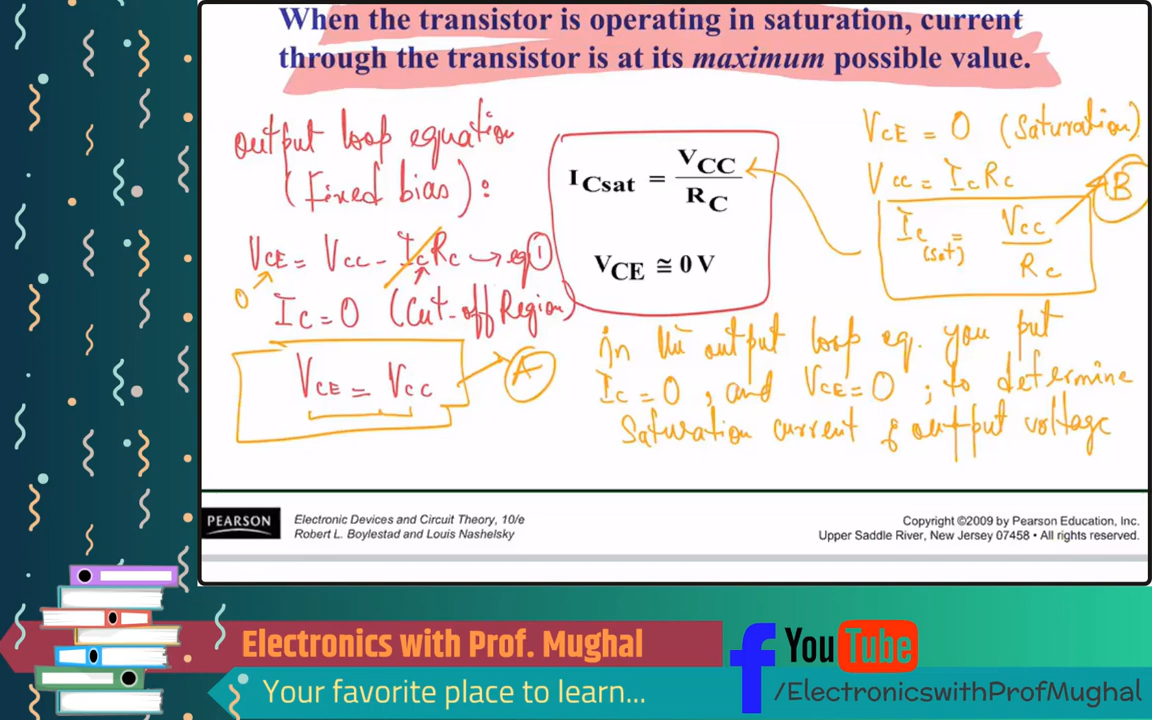 When the transistor is operating in saturation, current
through the transistor is at its maximum possible value.
output loop equation
(Fixed bias):
VCE = VCC - ICRC → eq ①
0
IC = 0 (Cut-off Region)
VCE = VCC
A
ICsat = VCC / RC
VCE ≅ 0 V
VCE = 0 (Saturation)
VCC = ICRC
IC(sat) = VCC / RC
B
in the output loop eq. you put
IC = 0, and VCE = 0; to determine
Saturation current & output voltage
PEARSON
Electronic Devices and Circuit Theory, 10/e
Robert L. Boylestad and Louis Nashelsky
Copyright ©2009 by Pearson Education, Inc.
Upper Saddle River, New Jersey 07458 • All rights reserved.
Electronics with Prof. Mughal
Your favorite place to learn...
f
YouTube
/ElectronicswithProfMughal